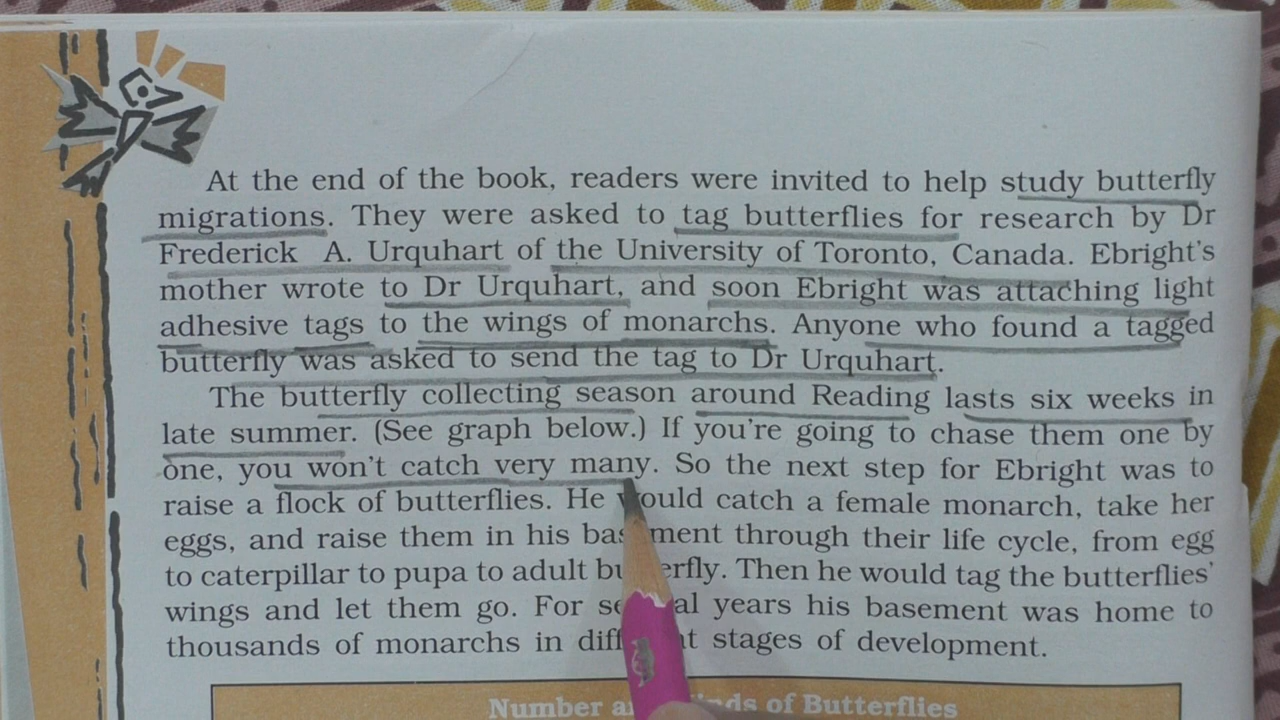 At the end of the book, readers were invited to help study butterfly
migrations. They were asked to tag butterflies for research by Dr
Frederick A. Urquhart of the University of Toronto, Canada. Ebright's
mother wrote to Dr Urquhart, and soon Ebright was attaching light
adhesive tags to the wings of monarchs. Anyone who found a tagged
butterfly was asked to send the tag to Dr Urquhart.
The butterfly collecting season around Reading lasts six weeks in
late summer. (See graph below.) If you're going to chase them one by
one, you won't catch very many. So the next step for Ebright was to
raise a flock of butterflies. He would catch a female monarch, take her
eggs, and raise them in his basement through their life cycle, from egg
to caterpillar to pupa to adult butterfly. Then he would tag the butterflies'
wings and let them go. For several years his basement was home to
thousands of monarchs in different stages of development.
Number and Kinds of Butterflies